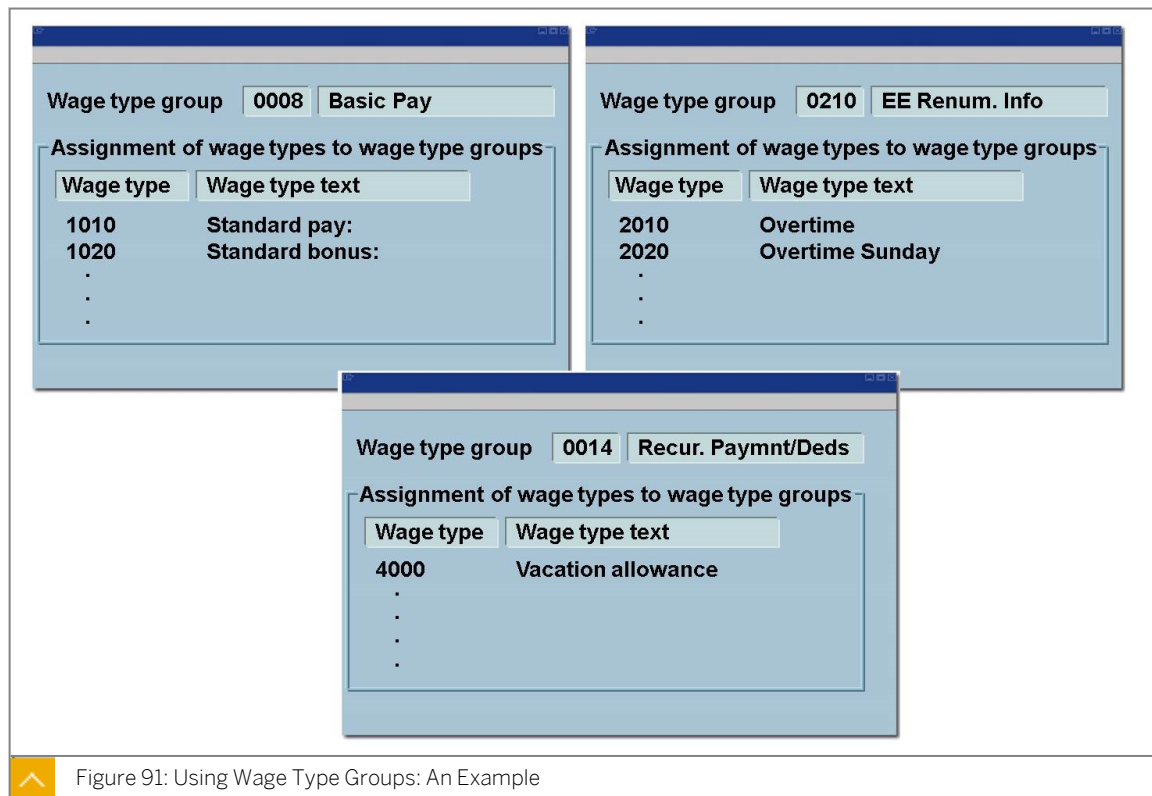 Wage type group 0008 Basic Pay
Assignment of wage types to wage type groups
Wage type Wage type text
1010 Standard pay:
1020 Standard bonus:
.
.
.
Wage type group 0210 EE Renum. Info
Assignment of wage types to wage type groups
Wage type Wage type text
2010 Overtime
2020 Overtime Sunday
.
.
.
Wage type group 0014 Recur. Paymnt/Deds
Assignment of wage types to wage type groups
Wage type Wage type text
4000 Vacation allowance
.
.
.
.
Figure 91: Using Wage Type Groups: An Example